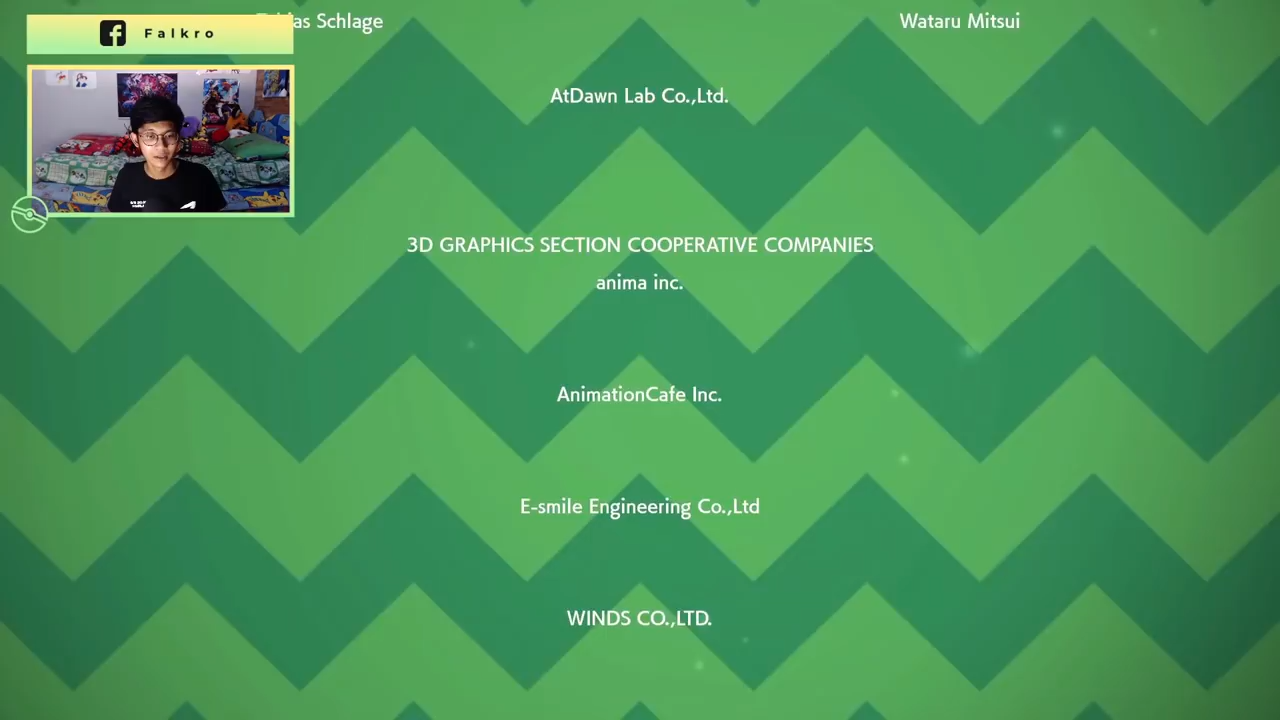 Schlage
Wataru Mitsui
Falkro
AtDawn Lab Co.,Ltd.
3D GRAPHICS SECTION COOPERATIVE COMPANIES
anima inc.
AnimationCafe Inc.
E-smile Engineering Co.,Ltd
WINDS CO.,LTD.